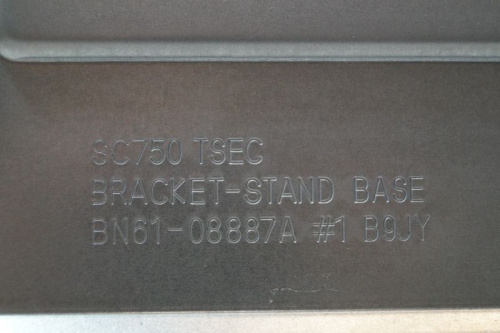 SC750 TSEC
BRACKET-STAND BASE
BN61-08887A #1 B9JY